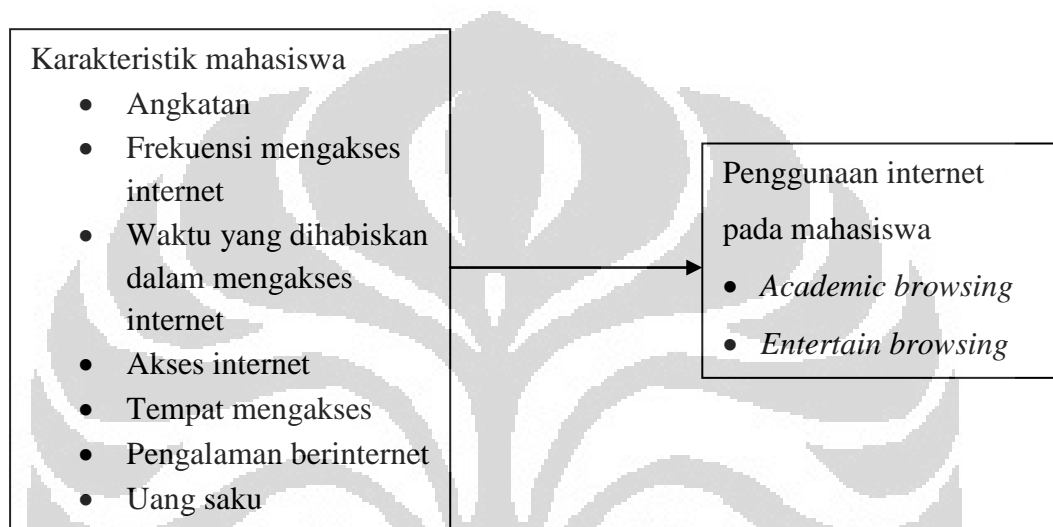 Karakteristik mahasiswa
• Angkatan
• Frekuensi mengakses
internet
• Waktu yang dihabiskan
dalam mengakses
internet
• Akses internet
• Tempat mengakses
• Pengalaman berinternet
• Uang saku
Penggunaan internet
pada mahasiswa
• Academic browsing
• Entertain browsing